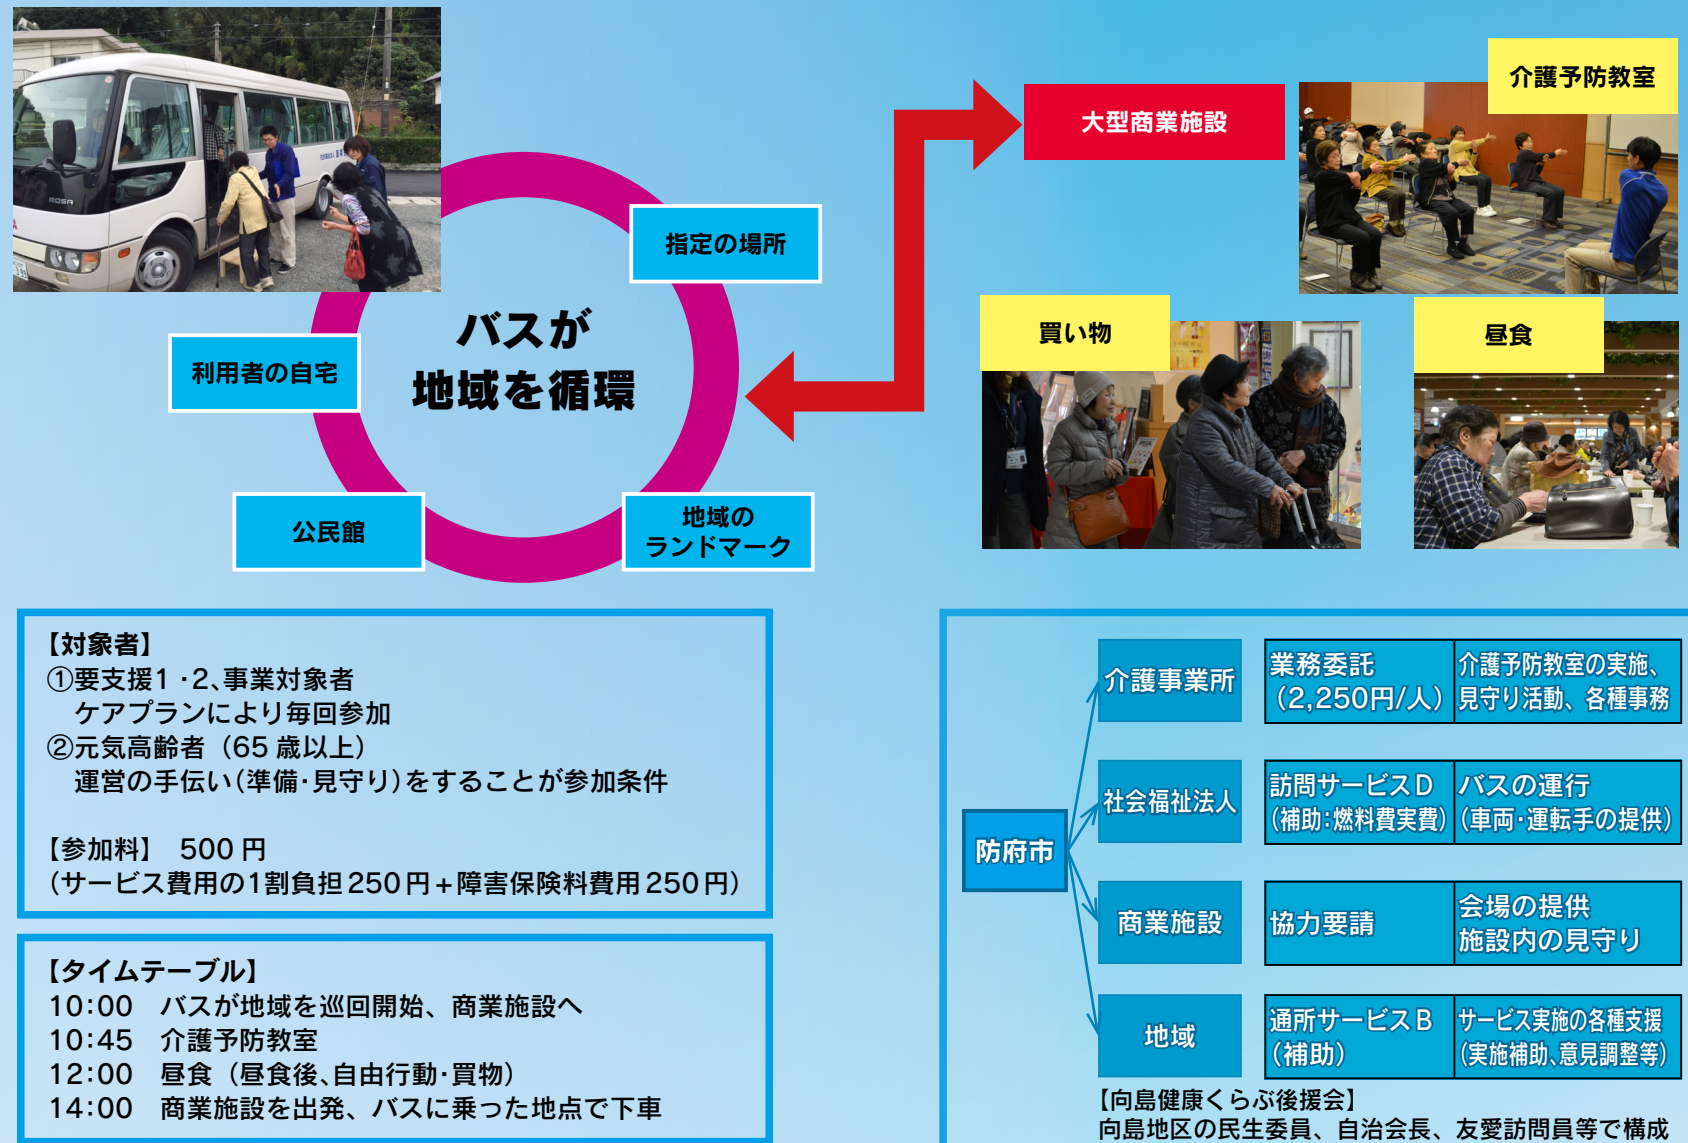 介護予防教室
大型商業施設
指定の場所
バスが
地域を循環
利用者の自宅
公民館
地域の
ランドマーク
買い物
昼食
ROSA
【対象者】
①要支援1・2、事業対象者
ケアプランにより毎回参加
②元気高齢者（65歳以上）
運営の手伝い（準備・見守り）をすることが参加条件
【参加料】 500円
（サービス費用の1割負担250円＋障害保険料費用250円）
【タイムテーブル】
10：00 バスが地域を巡回開始、商業施設へ
10：45 介護予防教室
12：00 昼食（昼食後、自由行動・買物）
14：00 商業施設を出発、バスに乗った地点で下車
防府市
介護事業所
業務委託
（2,250円/人）
介護予防教室の実施、
見守り活動、各種事務
社会福祉法人
訪問サービスD
（補助：燃料費実費）
バスの運行
（車両・運転手の提供）
商業施設
協力要請
会場の提供
施設内の見守り
地域
通所サービスB
（補助）
サービス実施の各種支援
（実施補助、意見調整等）
【向島健康くらぶ後援会】
向島地区の民生委員、自治会長、友愛訪問員等で構成